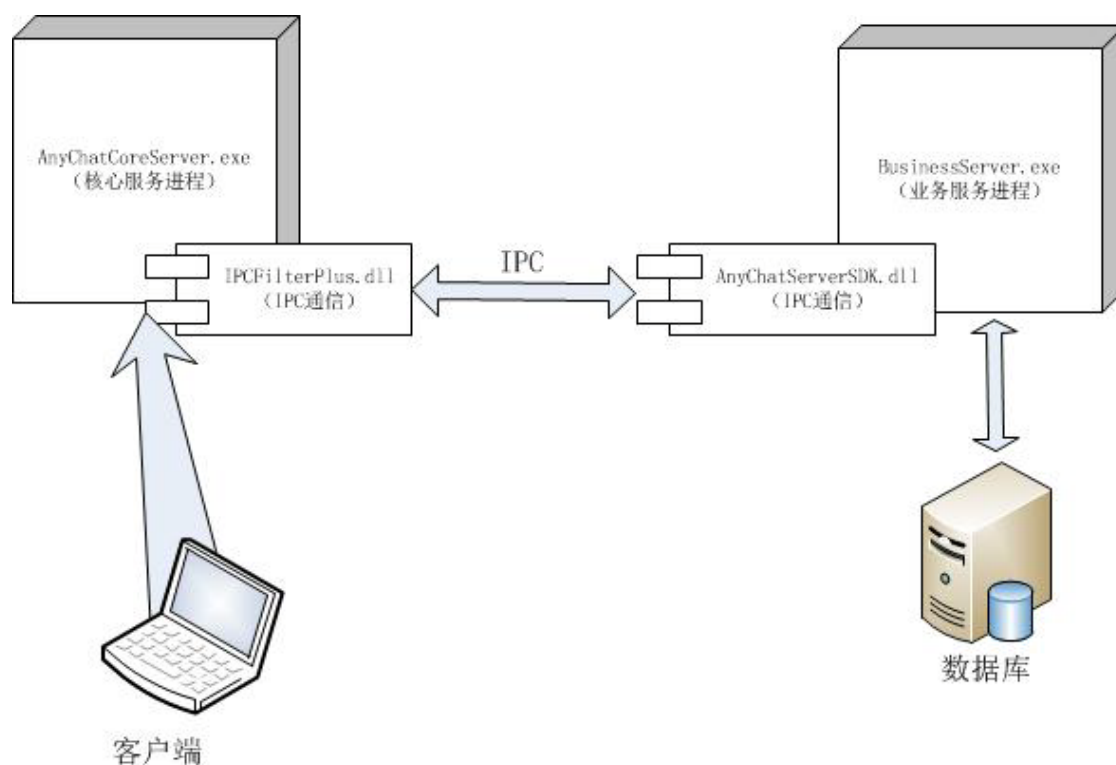 AnyChatCoreServer.exe
（核心服务进程）
BusinessServer.exe
（业务服务进程）
IPCFilterPlus.dll
（IPC通信）
IPC
AnyChatServerSDK.dll
（IPC通信）
数据库
客户端